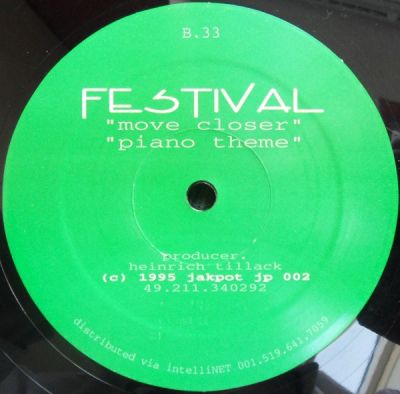 B.33
FESTIVAL
"move closer"
"piano theme"
producer.
heinrich tillack
(c) 1995 jakpot jp 002
49.211.340292
distributed via intelliNET 001.519.641.7059